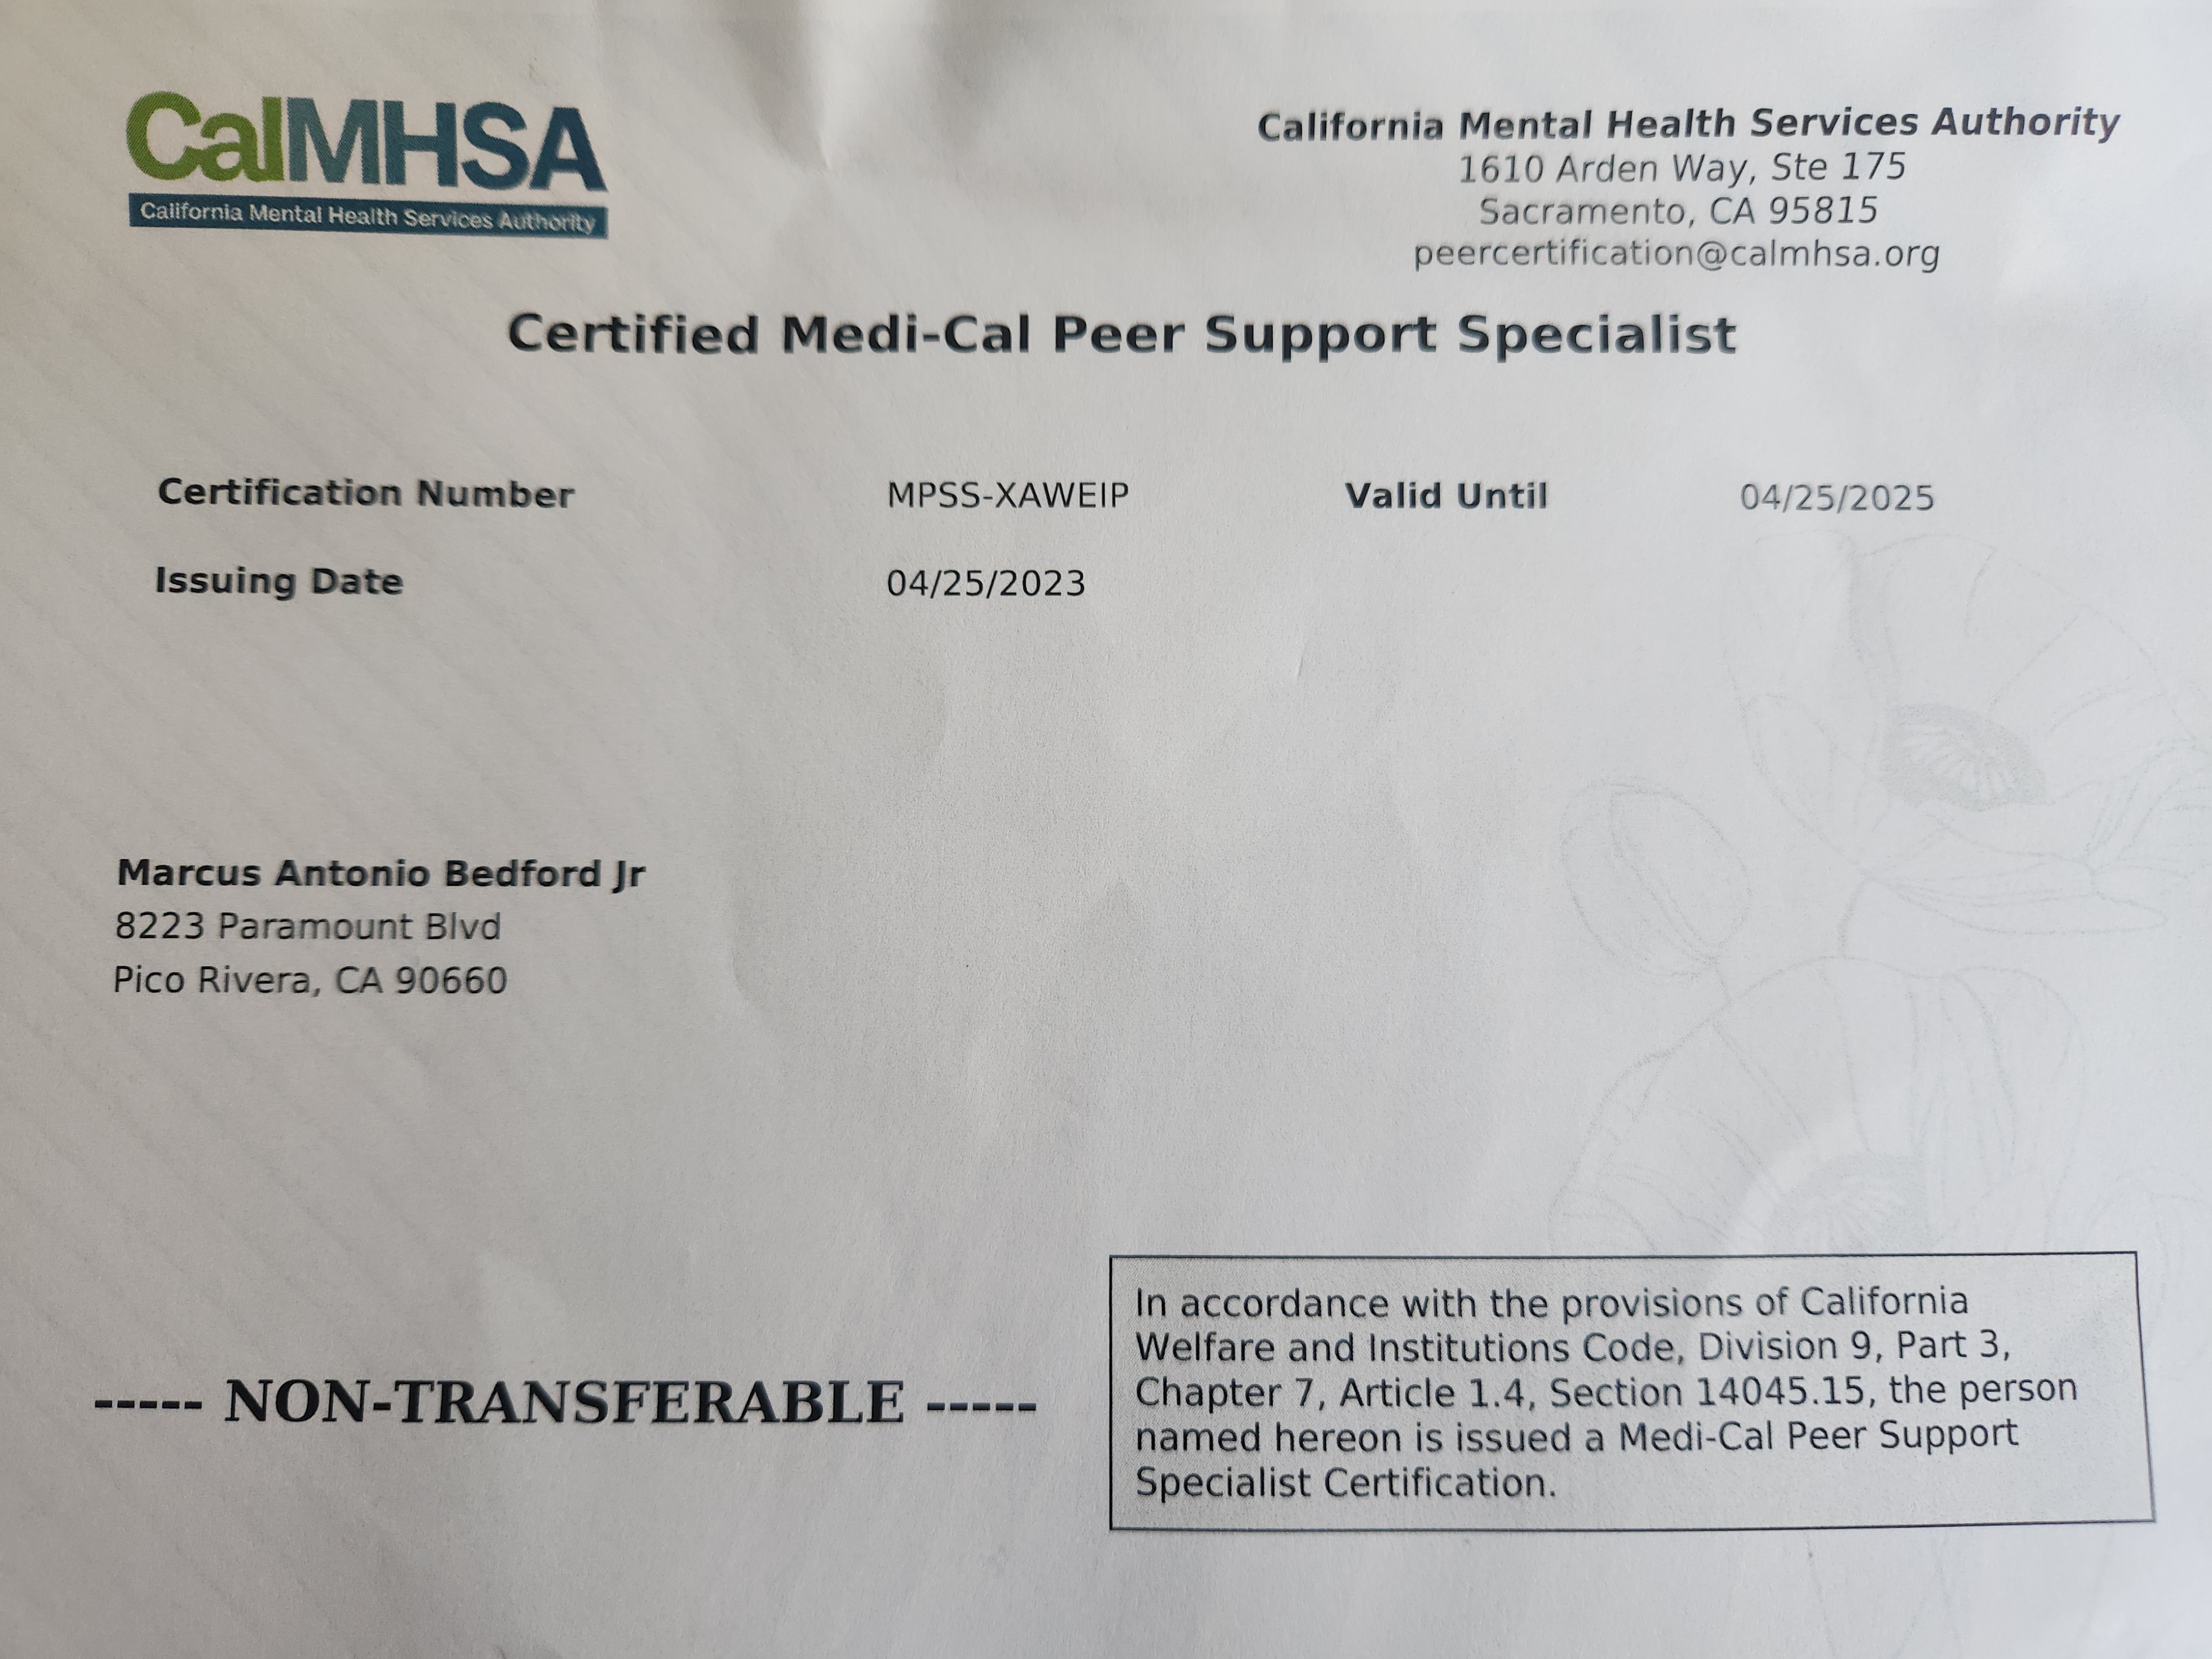 CalMHSA
California Mental Health Services Authority
California Mental Health Services Authority
1610 Arden Way, Ste 175
Sacramento, CA 95815
peercertification@calmhsa.org
Certified Medi-Cal Peer Support Specialist
Certification Number MPSS-XAWEIP Valid Until 04/25/2025
Issuing Date 04/25/2023
Marcus Antonio Bedford Jr
8223 Paramount Blvd
Pico Rivera, CA 90660
----- NON-TRANSFERABLE -----
In accordance with the provisions of California
Welfare and Institutions Code, Division 9, Part 3,
Chapter 7, Article 1.4, Section 14045.15, the person
named hereon is issued a Medi-Cal Peer Support
Specialist Certification.